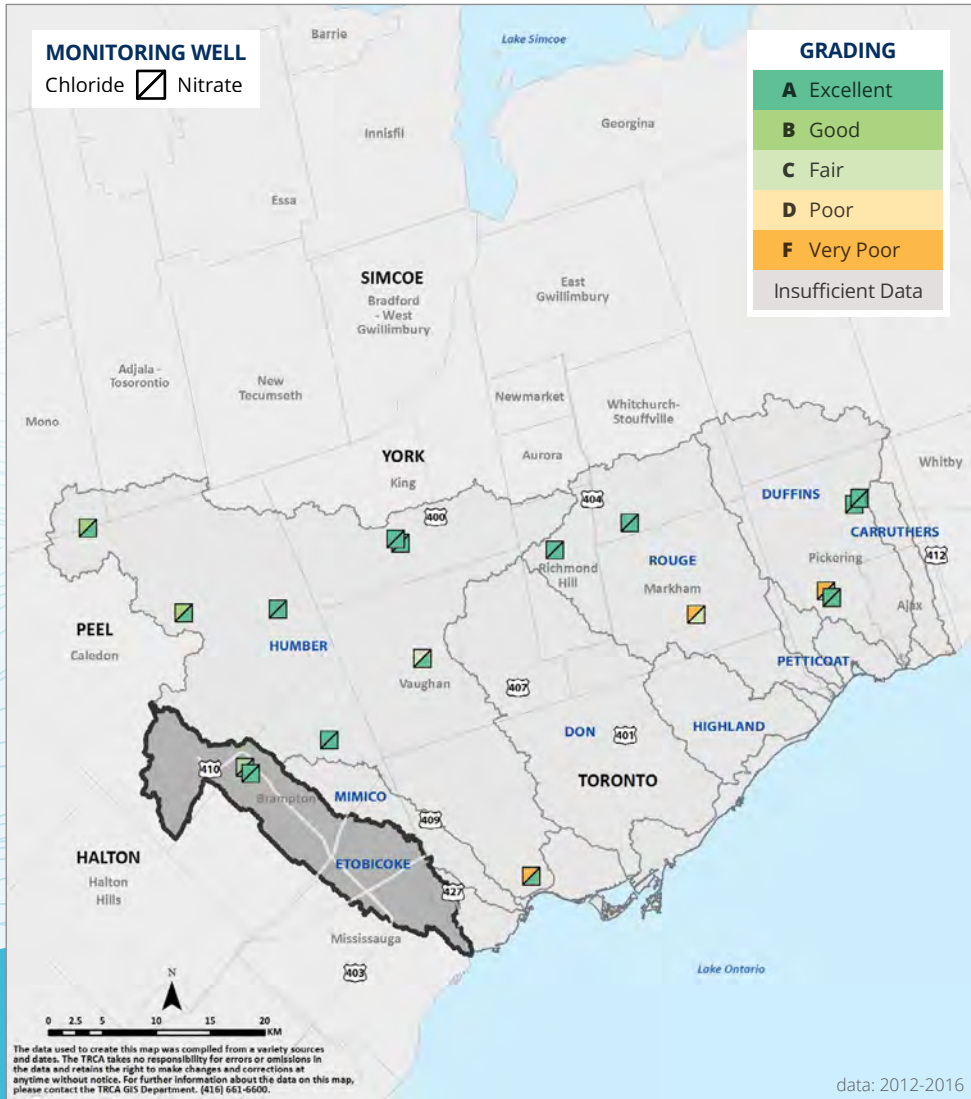 MONITORING WELL
Chloride Nitrate
GRADING
A Excellent
B Good
C Fair
D Poor
F Very Poor
Insufficient Data
Barrie
Lake Simcoe
Innisfil
Georgina
Essa
SIMCOE
Bradford
- West
Gwillimbury
East
Gwillimbury
Adjala -
Tosorontio
New
Tecumseth
Newmarket
Whitchurch-
Stouffville
Mono
Aurora
YORK
King
Whitby
400
404
DUFFINS
CARRUTHERS
412
Richmond
Hill
ROUGE
Markham
Pickering
Ajax
PEEL
Caledon
HUMBER
Vaughan
PETTICOAT
407
DON
401
HIGHLAND
TORONTO
410
Brampton
MIMICO
409
HALTON
Halton
Hills
ETOBICOKE
427
Mississauga
403
Lake Ontario
N
0 2.5 5 10 15 20
KM
The data used to create this map was compiled from a variety sources
and dates. The TRCA takes no responsibility for errors or omissions in
the data and retains the right to make changes and corrections at
anytime without notice. For further information about the data on this map,
please contact the TRCA GIS Department. (416) 661-6600.
data: 2012-2016